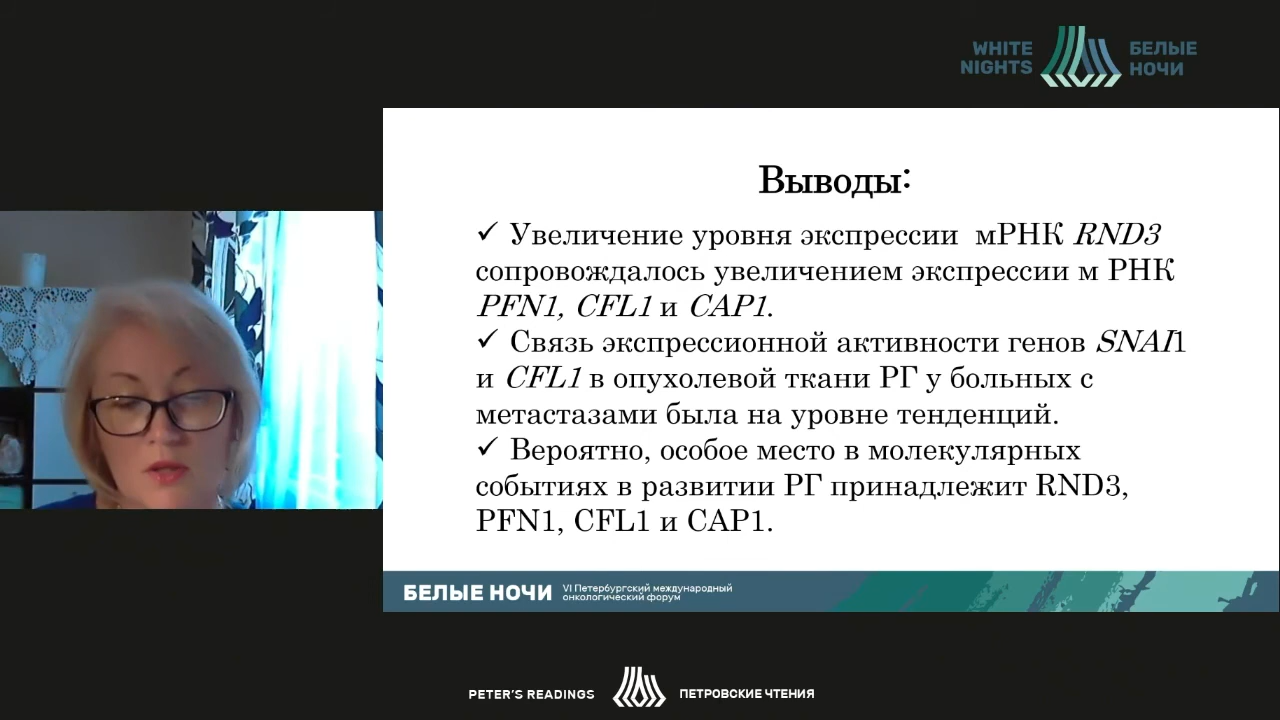 WHITE
NIGHTS
БЕЛЫЕ
НОЧИ
Выводы:
✓ Увеличение уровня экспрессии мРНК RND3
сопровождалось увеличением экспрессии м РНК
PFN1, CFL1 и CAP1.
✓ Связь экспрессионной активности генов SNAI1
и CFL1 в опухолевой ткани РГ у больных с
метастазами была на уровне тенденций.
✓ Вероятно, особое место в молекулярных
событиях в развитии РГ принадлежит RND3,
PFN1, CFL1 и CAP1.
БЕЛЫЕ НОЧИ
VI Петербургский международный
онкологический форум
PETER'S READINGS
ПЕТРОВСКИЕ ЧТЕНИЯ